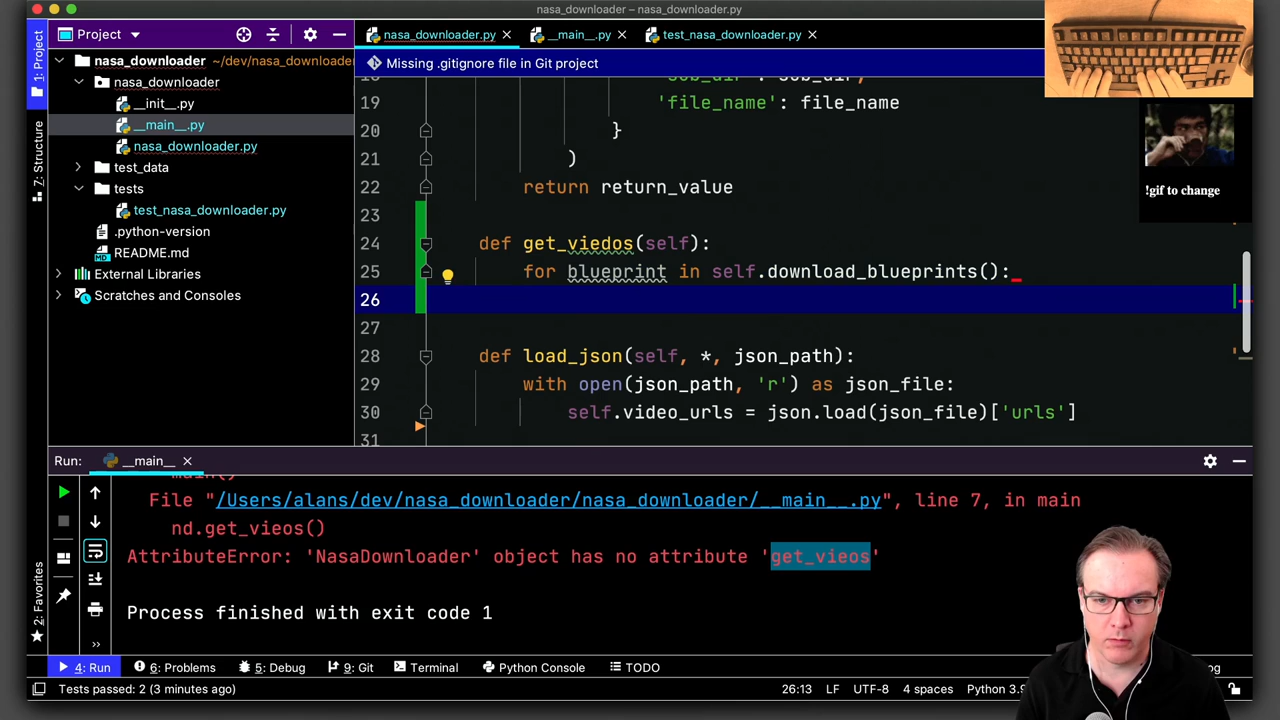 nasa_downloader – nasa_downloader.py
1: Project
7: Structure
2: Favorites
Project
nasa_downloader ~/dev/nasa_downloader
nasa_downloader
__init__.py
__main__.py
nasa_downloader.py
test_data
tests
test_nasa_downloader.py
.python-version
README.md
External Libraries
Scratches and Consoles
nasa_downloader.py
__main__.py
test_nasa_downloader.py
Missing .gitignore file in Git project
18 'sub_dir': sub_dir,
19 'file_name': file_name
20 }
21 )
22 return return_value
23
24 def get_viedos(self):
25 for blueprint in self.download_blueprints():
26
27
28 def load_json(self, *, json_path):
29 with open(json_path, 'r') as json_file:
30 self.video_urls = json.load(json_file)['urls']
31
!gif to change
Run: __main__
main()
File "/Users/alans/dev/nasa_downloader/nasa_downloader/__main__.py", line 7, in main
nd.get_vieos()
AttributeError: 'NasaDownloader' object has no attribute 'get_vieos'
Process finished with exit code 1
4: Run 6: Problems 5: Debug 9: Git Terminal Python Console TODO
Tests passed: 2 (3 minutes ago) 26:13 LF UTF-8 4 spaces